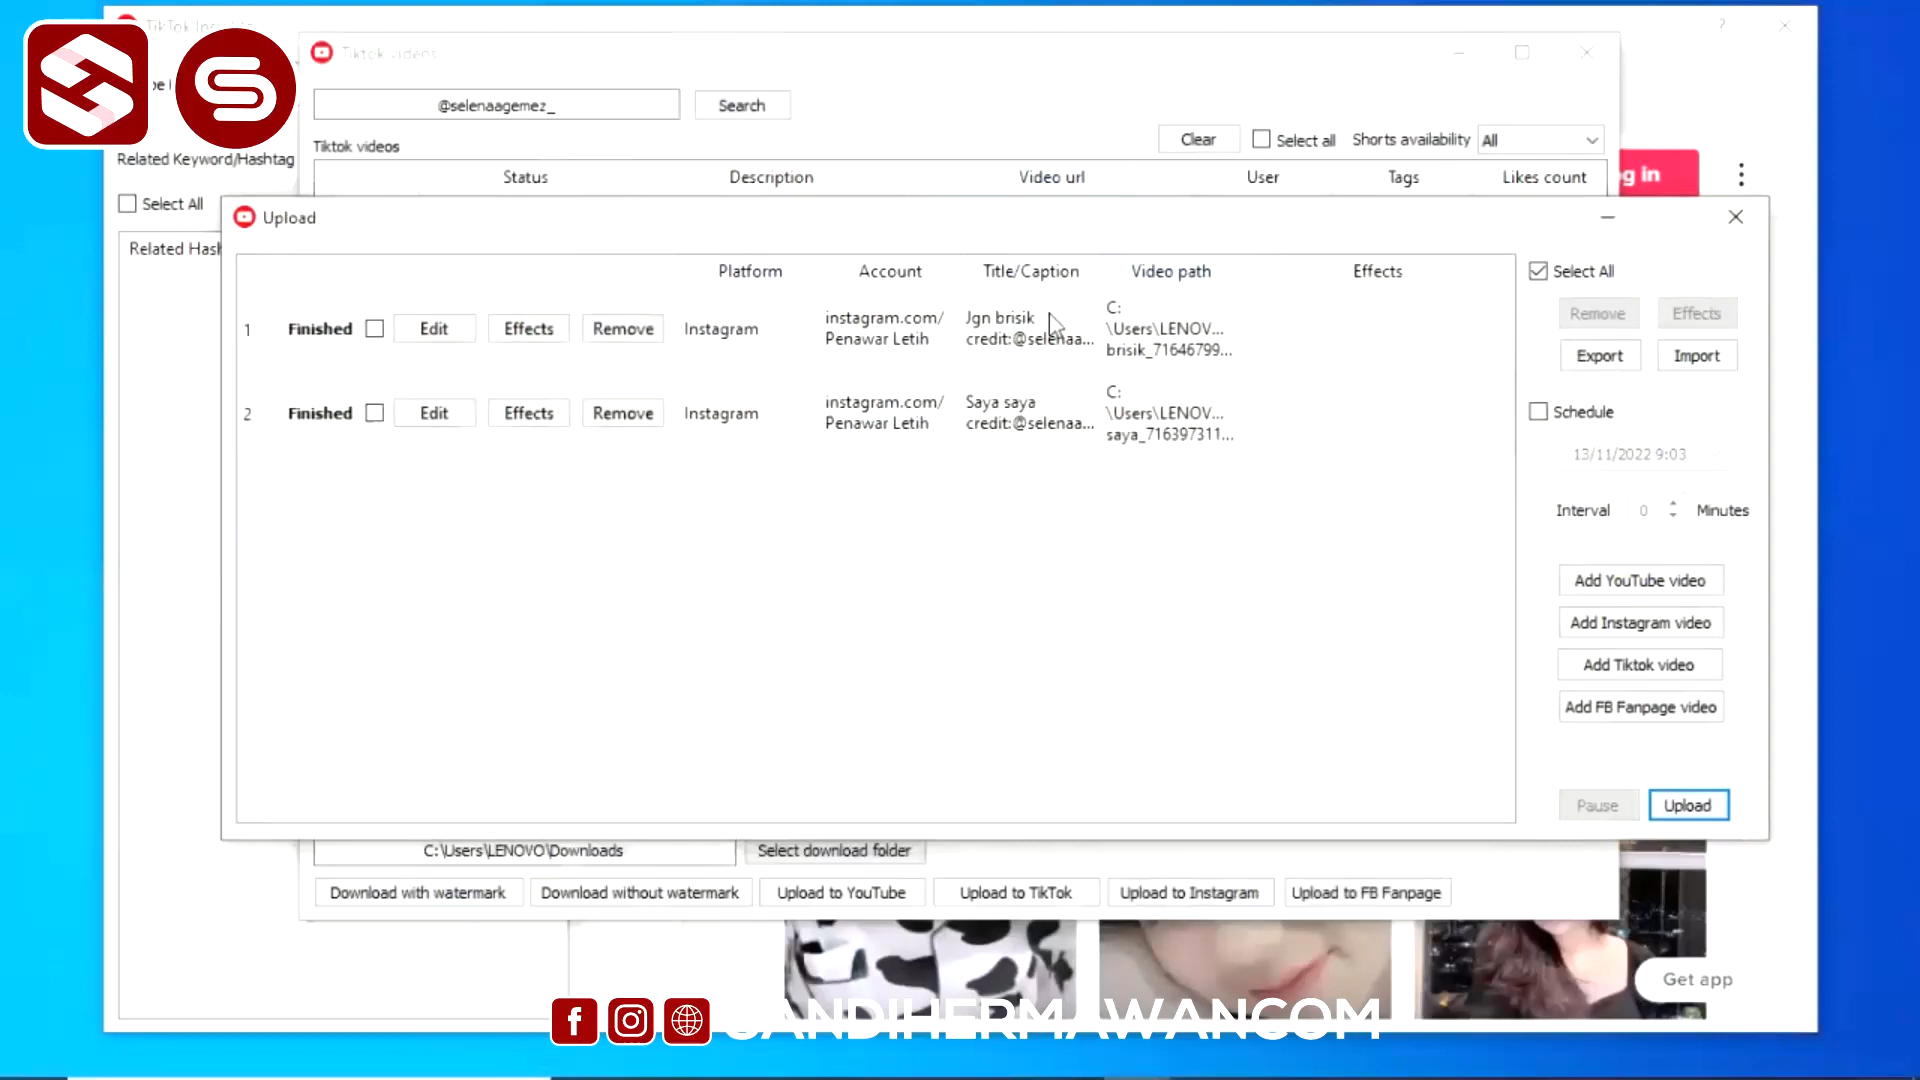 TikTok Insights
Tiktok videos
@selenaagemez_
Search
Clear
Select all
Shorts availability
All
Tiktok videos
Related Keyword/Hashtag
Status
Description
Video url
User
Tags
Likes count
g in
Select All
Related Hash
Upload
Platform
Account
Title/Caption
Video path
Effects
1
Finished
Edit
Effects
Remove
Instagram
instagram.com/
Penawar Letih
Jgn brisik
credit:@selenaa...
C:
\Users\LENOV...
brisik_71646799...
2
Finished
Edit
Effects
Remove
Instagram
instagram.com/
Penawar Letih
Saya saya
credit:@selenaa...
C:
\Users\LENOV...
saya_716397311...
Select All
Remove
Effects
Export
Import
Schedule
13/11/2022 9:03
Interval
0
Minutes
Add YouTube video
Add Instagram video
Add Tiktok video
Add FB Fanpage video
Pause
Upload
C:\Users\LENOVO\Downloads
Select download folder
Download with watermark
Download without watermark
Upload to YouTube
Upload to TikTok
Upload to Instagram
Upload to FB Fanpage
Get app
SANDIHERMAWANCOM